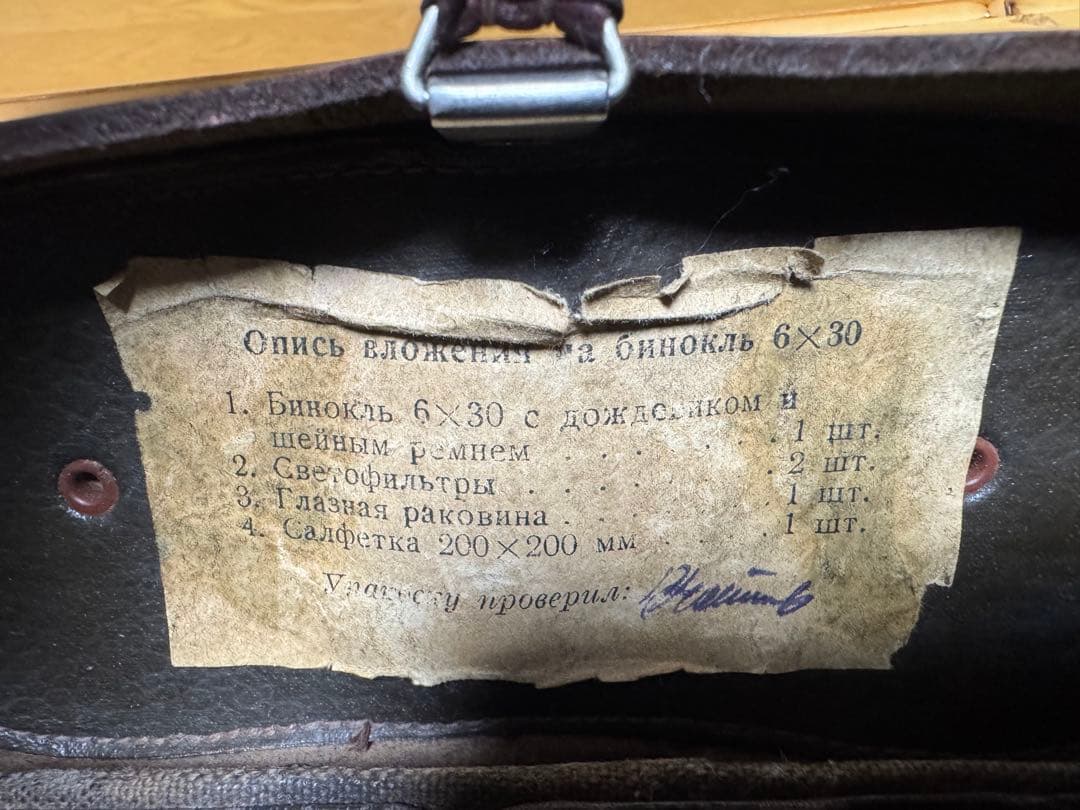 Опись вложения на бинокль 6×30
1. Бинокль 6×30 с дождевиком и
шейным ремнем . . . . . 1 шт.
2. Светофильтры . . . . . 2 шт.
3. Глазная раковина . . . . 1 шт.
4. Салфетка 200×200 мм . . . 1 шт.
Упаковку проверил: